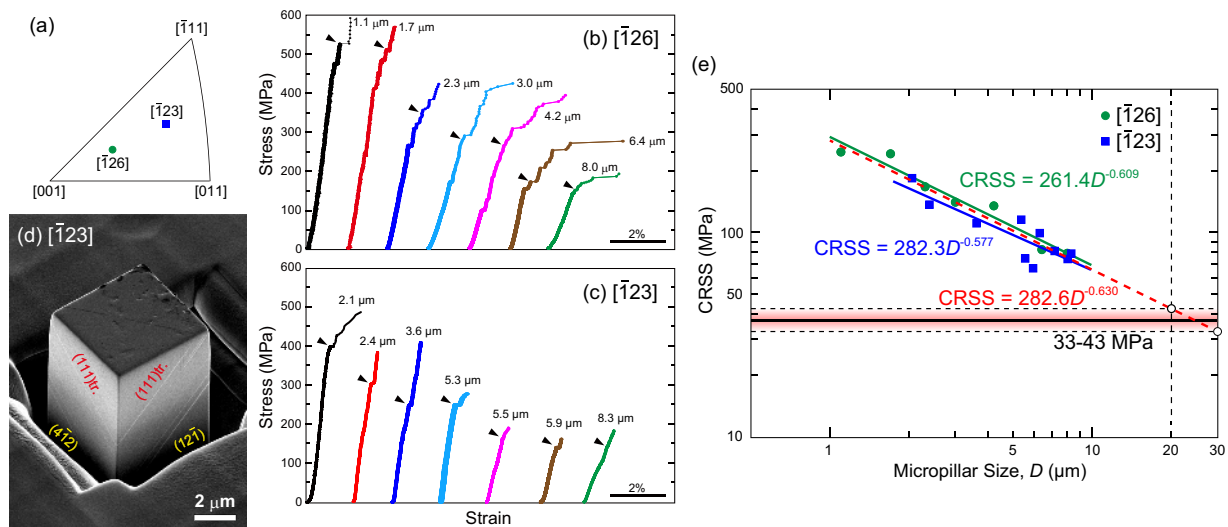 (a)
[1̄11]
[1̄23]
[1̄26]
[001]
[011]
(b) [1̄26]
600
500
400
300
200
100
0
Stress (MPa)
1.1 μm
1.7 μm
2.3 μm
3.0 μm
4.2 μm
6.4 μm
8.0 μm
2%
(c) [1̄23]
600
500
400
300
200
100
0
Stress (MPa)
2.1 μm
2.4 μm
3.6 μm
5.3 μm
5.5 μm
5.9 μm
8.3 μm
2%
Strain
(d) [1̄23]
(111)tr.
(111)tr.
(41̄2)
(121̄)
2 μm
(e)
500
300
100
50
30
10
CRSS (MPa)
[1̄26]
[1̄23]
CRSS = 261.4D^-0.609
CRSS = 282.3D^-0.577
CRSS = 282.6D^-0.630
33-43 MPa
1
2
3
5
10
20
30
Micropillar Size, D (μm)